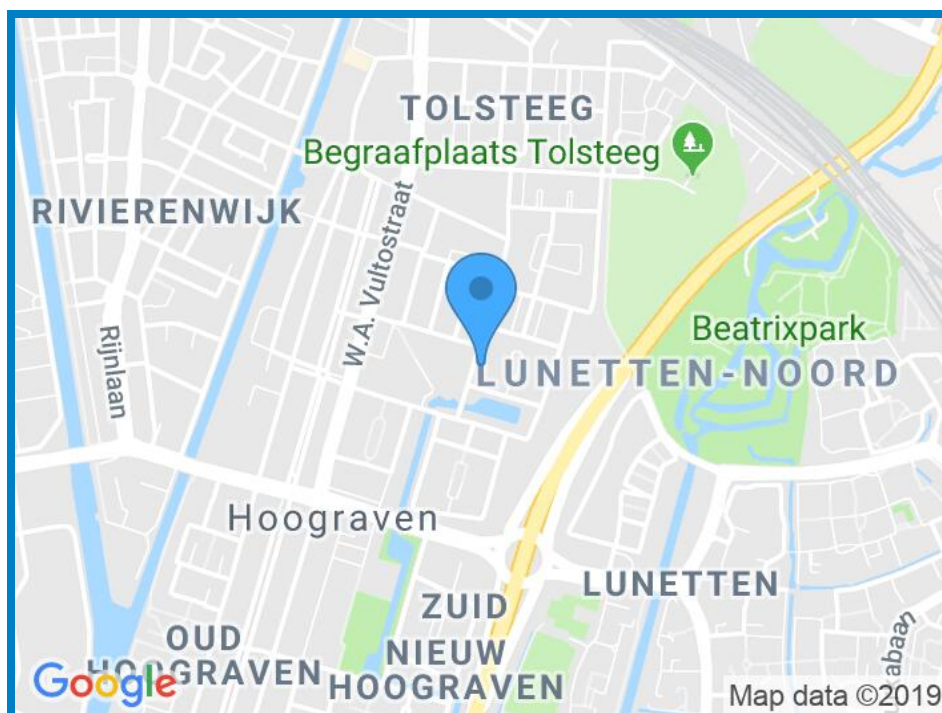 TOLSTEEG
Begraafplaats Tolsteeg
RIVIERENWIJK
W.A. Vultostraat
Rijnlaan
Beatrixpark
LUNETTEN-NOORD
Hoograven
LUNETTEN
ZUID
OUD
HOOGRAVEN
NIEUW
HOOGRAVEN
Google
Map data ©2019